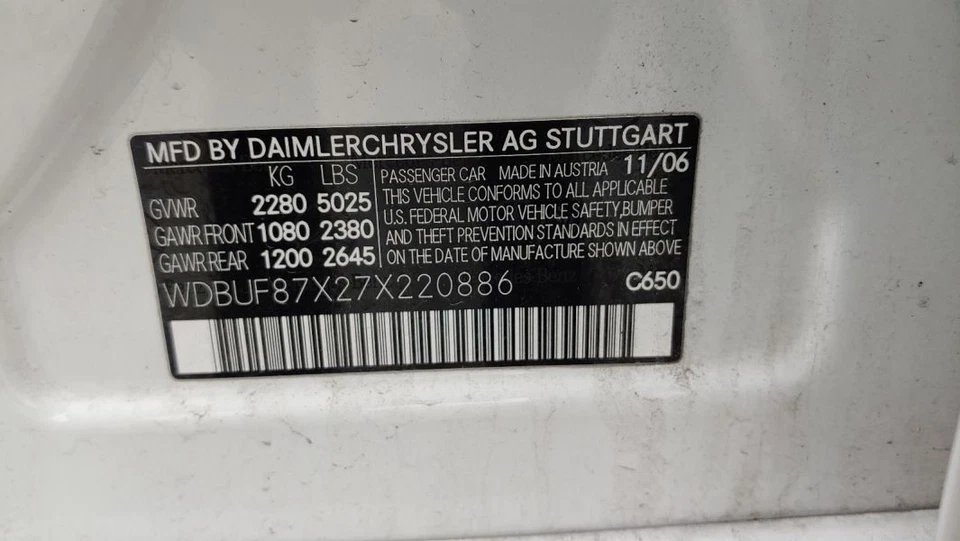 MFD BY DAIMLERCHRYSLER AG STUTTGART
KG LBS
GVWR 2280 5025
GAWR FRONT 1080 2380
GAWR REAR 1200 2645
PASSENGER CAR MADE IN AUSTRIA 11/06
THIS VEHICLE CONFORMS TO ALL APPLICABLE
U.S. FEDERAL MOTOR VEHICLE SAFETY,BUMPER
AND THEFT PREVENTION STANDARDS IN EFFECT
ON THE DATE OF MANUFACTURE SHOWN ABOVE
WDBUF87X27X220886 C650